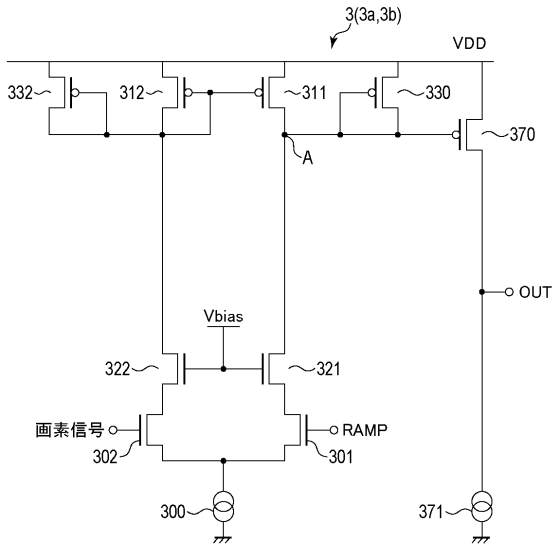 3(3a,3b)
VDD
332
312
311
330
370
A
OUT
Vbias
322
321
画素信号
RAMP
302
301
300
371